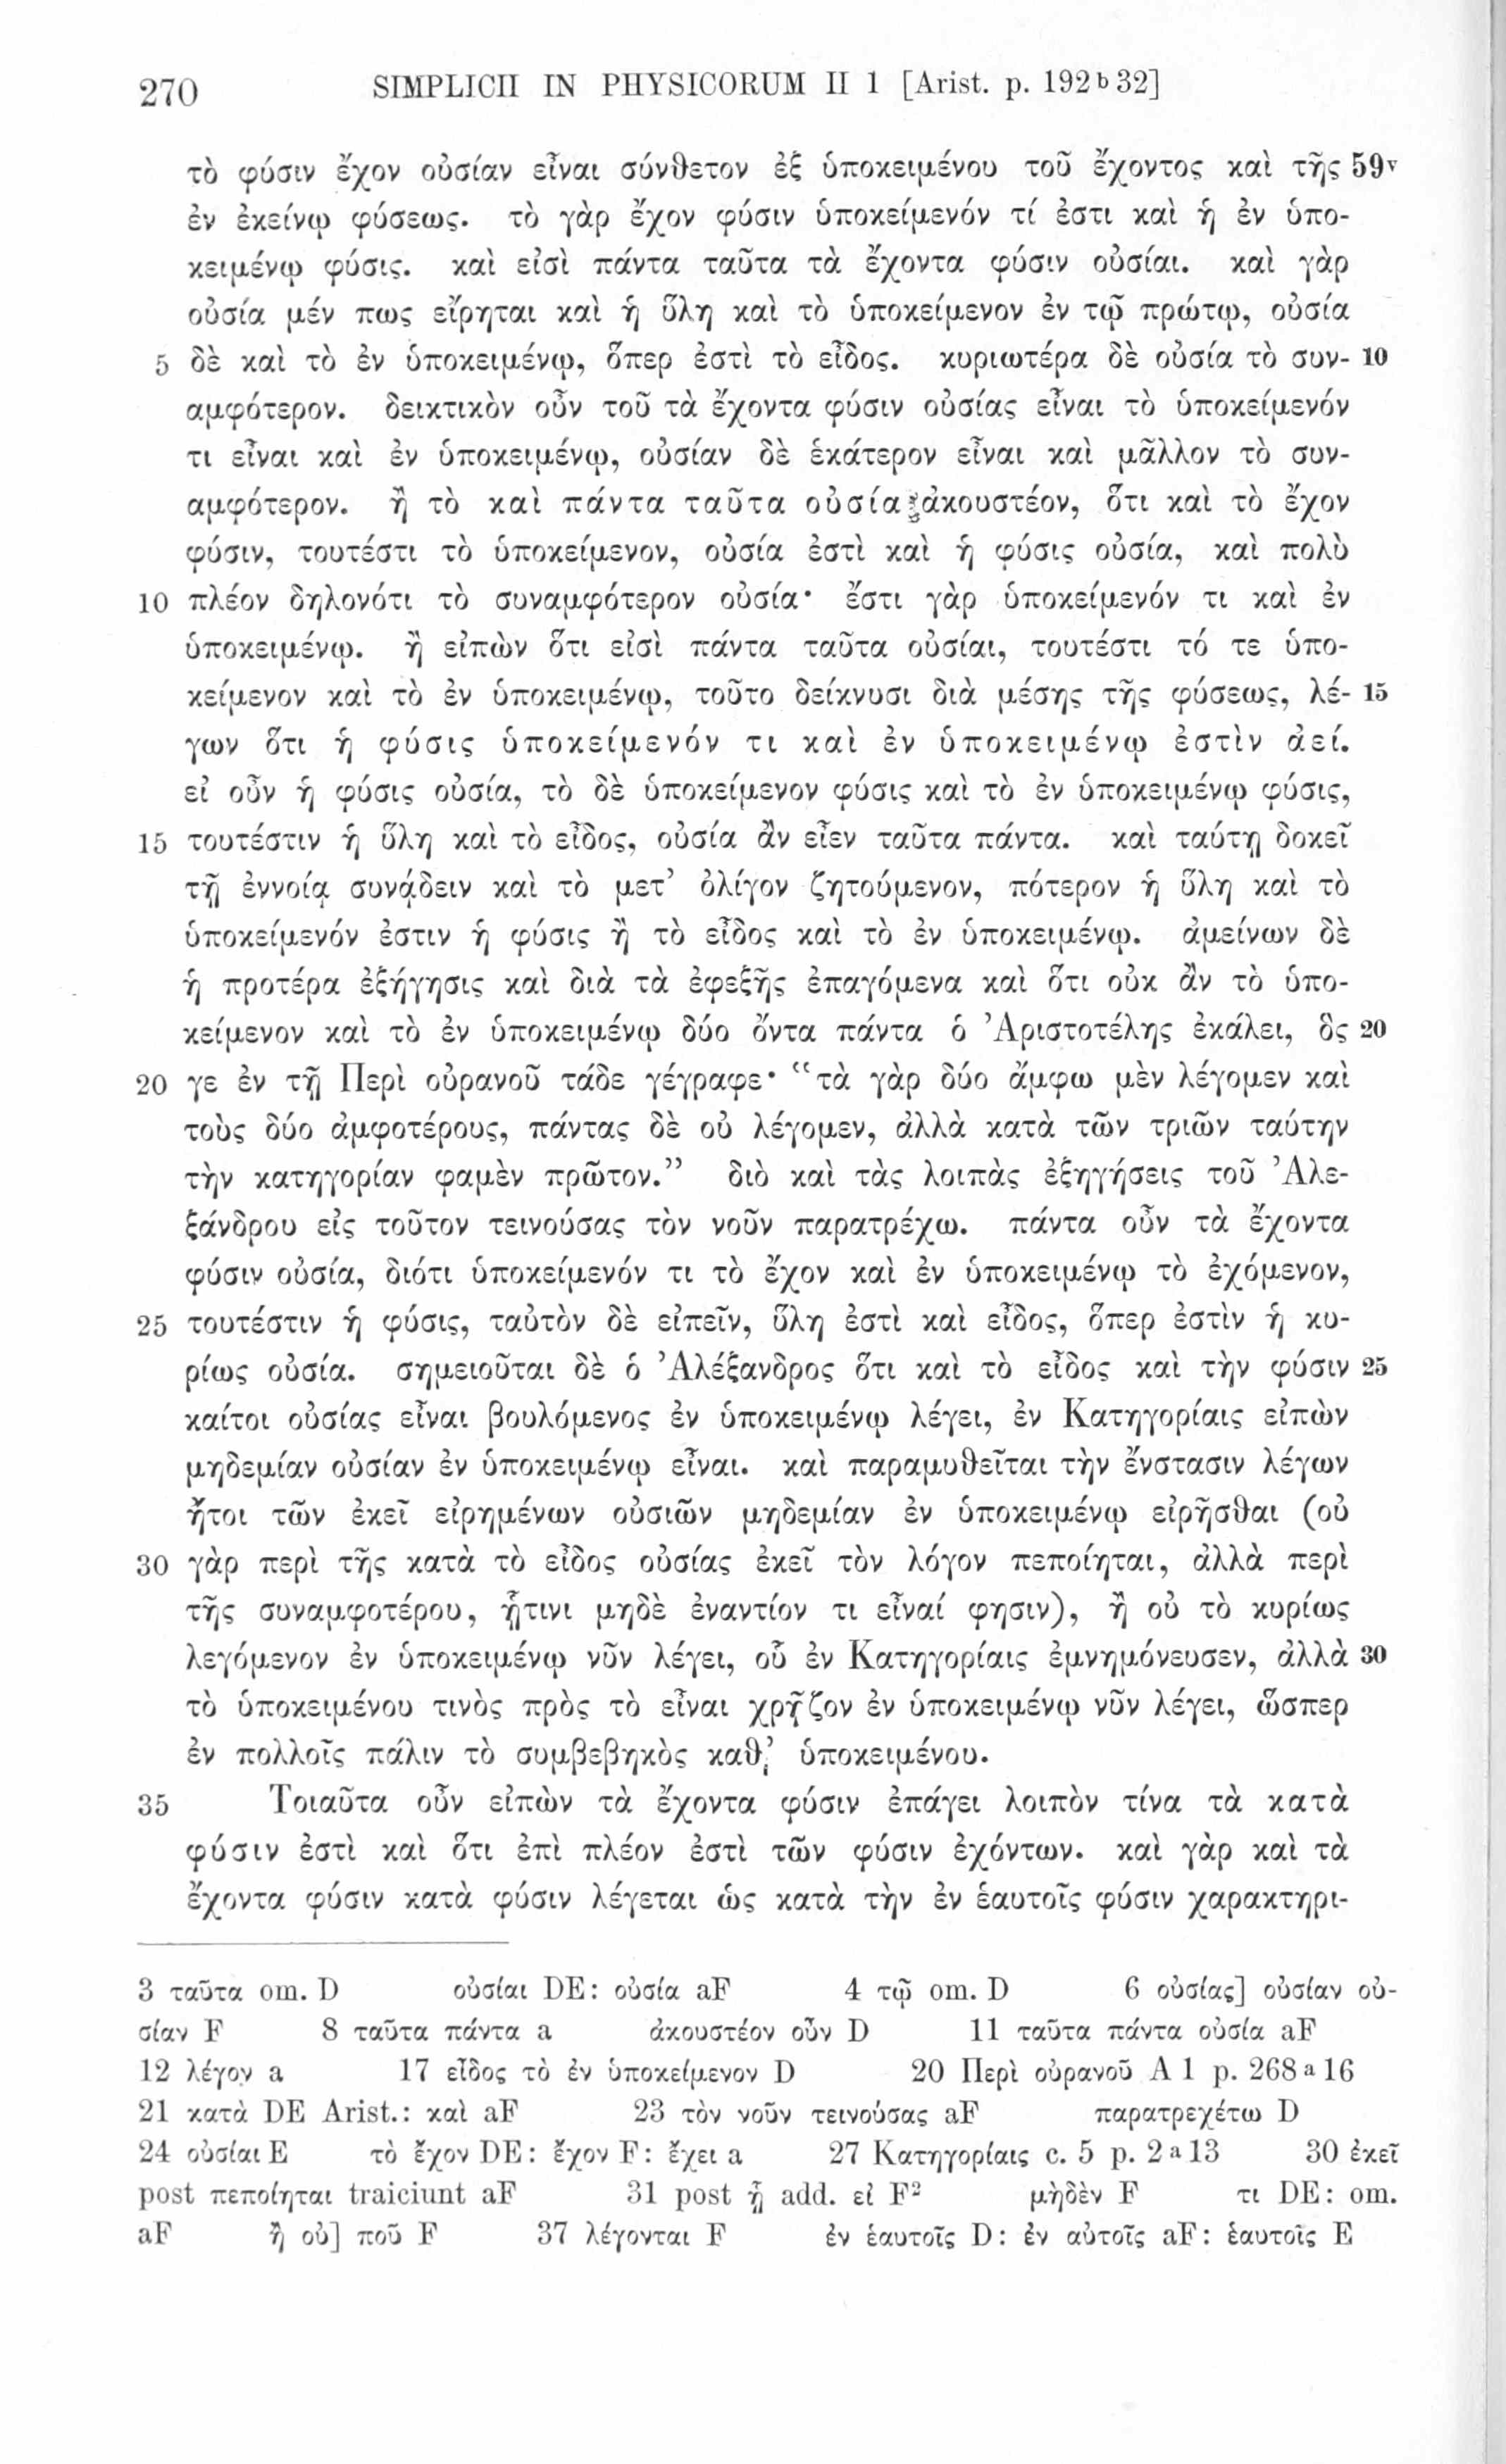 270 SIMPLICII IN PHYSICORUM II 1 [Arist. p. 192 b 32]
τὸ φύσιν ἔχον οὐσίαν εἶναι σύνθετον ἐξ ὑποκειμένου τοῦ ἔχοντος καὶ τῆς 59v
ἐν ἐκείνῳ φύσεως. τὸ γὰρ ἔχον φύσιν ὑποκείμενόν τί ἐστι καὶ ἡ ἐν ὑπο-
κειμένῳ φύσις. καὶ εἰσὶ πάντα ταῦτα τὰ ἔχοντα φύσιν οὐσίαι. καὶ γὰρ
οὐσία μέν πως εἴρηται καὶ ἡ ὕλη καὶ τὸ ὑποκείμενον ἐν τῷ πρώτῳ, οὐσία
5 δὲ καὶ τὸ ἐν ὑποκειμένῳ, ὅπερ ἐστὶ τὸ εἶδος. κυριωτέρα δὲ οὐσία τὸ συν- 10
αμφότερον. δεικτικὸν οὖν τοῦ τὰ ἔχοντα φύσιν οὐσίας εἶναι τὸ ὑποκείμενόν
τι εἶναι καὶ ἐν ὑποκειμένῳ, οὐσίαν δὲ ἑκάτερον εἶναι καὶ μᾶλλον τὸ συν-
αμφότερον. ἢ τὸ καὶ πάντα ταῦτα οὐσία ἀκουστέον, ὅτι καὶ τὸ ἔχον
φύσιν, τουτέστι τὸ ὑποκείμενον, οὐσία ἐστὶ καὶ ἡ φύσις οὐσία, καὶ πολὺ
10 πλέον δηλονότι τὸ συναμφότερον οὐσία· ἔστι γὰρ ὑποκείμενόν τι καὶ ἐν
ὑποκειμένῳ. ἢ εἰπὼν ὅτι εἰσὶ πάντα ταῦτα οὐσίαι, τουτέστι τό τε ὑπο-
κείμενον καὶ τὸ ἐν ὑποκειμένῳ, τοῦτο δείκνυσι διὰ μέσης τῆς φύσεως, λέ- 15
γων ὅτι ἡ φύσις ὑποκείμενόν τι καὶ ἐν ὑποκειμένῳ ἐστὶν ἀεί.
εἰ οὖν ἡ φύσις οὐσία, τὸ δὲ ὑποκείμενον φύσις καὶ τὸ ἐν ὑποκειμένῳ φύσις,
15 τουτέστιν ἡ ὕλη καὶ τὸ εἶδος, οὐσία ἂν εἶεν ταῦτα πάντα. καὶ ταύτῃ δοκεῖ
τῇ ἐννοίᾳ συνᾴδειν καὶ τὸ μετ’ ὀλίγον ζητούμενον, πότερον ἡ ὕλη καὶ τὸ
ὑποκείμενόν ἐστιν ἡ φύσις ἢ τὸ εἶδος καὶ τὸ ἐν ὑποκειμένῳ. ἀμείνων δὲ
ἡ προτέρα ἐξήγησις καὶ διὰ τὰ ἐφεξῆς ἐπαγόμενα καὶ ὅτι οὐκ ἂν τὸ ὑπο-
κείμενον καὶ τὸ ἐν ὑποκειμένῳ δύο ὄντα πάντα ὁ Ἀριστοτέλης ἐκάλει, ὅς 20
20 γε ἐν τῇ Περὶ οὐρανοῦ τάδε γέγραφε· “τὰ γὰρ δύο ἄμφω μὲν λέγομεν καὶ
τοὺς δύο ἀμφοτέρους, πάντας δὲ οὐ λέγομεν, ἀλλὰ κατὰ τῶν τριῶν ταύτην
τὴν κατηγορίαν φαμὲν πρῶτον.” διὸ καὶ τὰς λοιπὰς ἐξηγήσεις τοῦ Ἀλε-
ξάνδρου εἰς τοῦτον τεινούσας τὸν νοῦν παρατρέχω. πάντα οὖν τὰ ἔχοντα
φύσιν οὐσία, διότι ὑποκείμενόν τι τὸ ἔχον καὶ ἐν ὑποκειμένῳ τὸ ἐχόμενον,
25 τουτέστιν ἡ φύσις, ταὐτὸν δὲ εἰπεῖν, ὕλη ἐστὶ καὶ εἶδος, ὅπερ ἐστὶν ἡ κυ-
ρίως οὐσία. σημειοῦται δὲ ὁ Ἀλέξανδρος ὅτι καὶ τὸ εἶδος καὶ τὴν φύσιν 25
καίτοι οὐσίας εἶναι βουλόμενος ἐν ὑποκειμένῳ λέγει, ἐν Κατηγορίαις εἰπὼν
μηδεμίαν οὐσίαν ἐν ὑποκειμένῳ εἶναι. καὶ παραμυθεῖται τὴν ἔνστασιν λέγων
ἤτοι τῶν ἐκεῖ εἰρημένων οὐσιῶν μηδεμίαν ἐν ὑποκειμένῳ εἰρῆσθαι (οὐ
30 γὰρ περὶ τῆς κατὰ τὸ εἶδος οὐσίας ἐκεῖ τὸν λόγον πεποίηται, ἀλλὰ περὶ
τῆς συναμφοτέρου, ᾗτινι μηδὲ ἐναντίον τι εἶναί φησιν), ἢ οὐ τὸ κυρίως
λεγόμενον ἐν ὑποκειμένῳ νῦν λέγει, οὗ ἐν Κατηγορίαις ἐμνημόνευσεν, ἀλλὰ 30
τὸ ὑποκειμένου τινὸς πρὸς τὸ εἶναι χρῇζον ἐν ὑποκειμένῳ νῦν λέγει, ὥσπερ
ἐν πολλοῖς πάλιν τὸ συμβεβηκὸς καθ’ ὑποκειμένου.
35 Τοιαῦτα οὖν εἰπὼν τὰ ἔχοντα φύσιν ἐπάγει λοιπὸν τίνα τὰ κατὰ
φύσιν ἐστὶ καὶ ὅτι ἐπὶ πλέον ἐστὶ τῶν φύσιν ἐχόντων. καὶ γὰρ καὶ τὰ
ἔχοντα φύσιν κατὰ φύσιν λέγεται ὡς κατὰ τὴν ἐν ἑαυτοῖς φύσιν χαρακτηρι-
3 ταῦτα om. D οὐσίαι DE: οὐσία aF 4 τῷ om. D 6 οὐσίας] οὐσίαν οὐ-
σίαν F 8 ταῦτα πάντα a ἀκουστέον οὖν D 11 ταῦτα πάντα οὐσία aF
12 λέγον a 17 εἶδος τὸ ἐν ὑποκείμενον D 20 Περὶ οὐρανοῦ A 1 p. 268 a 16
21 κατὰ DE Arist.: καὶ aF 23 τὸν νοῦν τεινούσας aF παρατρεχέτω D
24 οὐσίαι E τὸ ἔχον DE: ἔχον F: ἔχει a 27 Κατηγορίαις c. 5 p. 2 a 13 30 ἐκεῖ
post πεποίηται traiciunt aF 31 post ᾗ add. εἰ F² μὴδὲν F τι DE: om.
aF ἢ οὐ] ποῦ F 37 λέγονται F ἐν ἑαυτοῖς D: ἐν αὑτοῖς aF: ἑαυτοῖς E